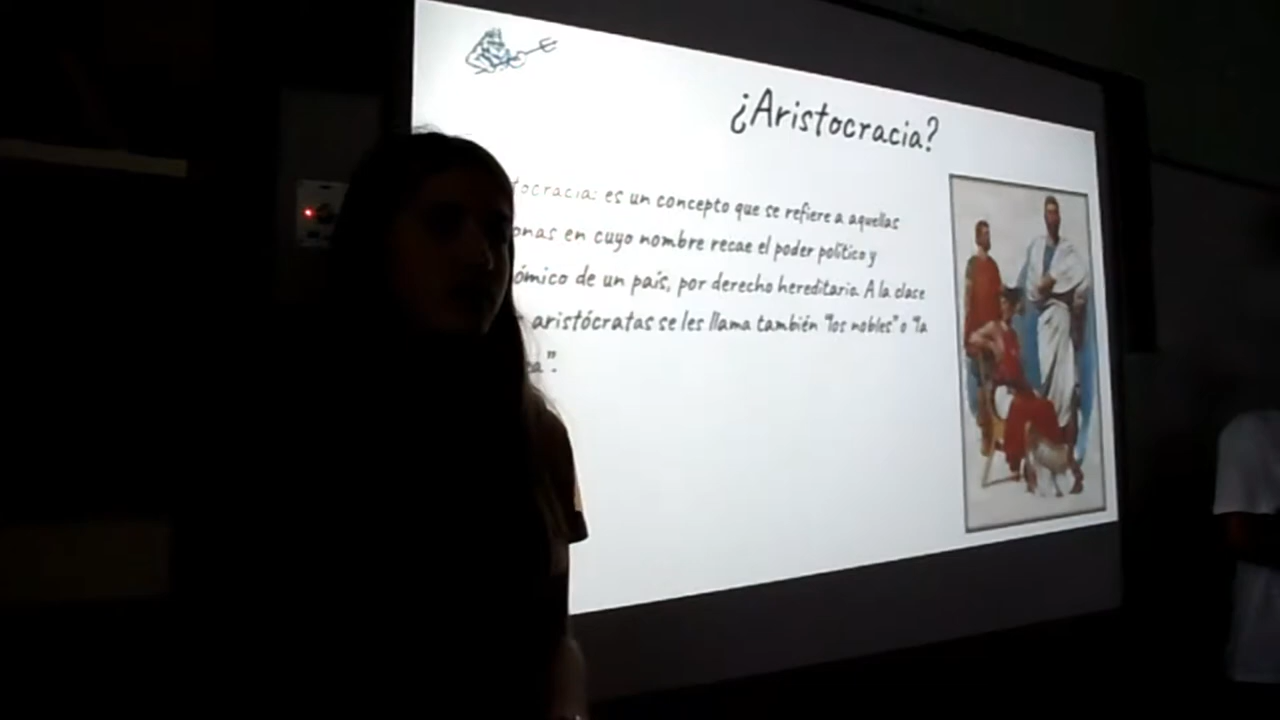 ¿Aristocracia?
tocracia: es un concepto que se refiere a aquellas
onas en cuyo nombre recae el poder político y
ómico de un país, por derecho hereditario. A la clase
aristócratas se les llama también "los nobles" o "la
ea".